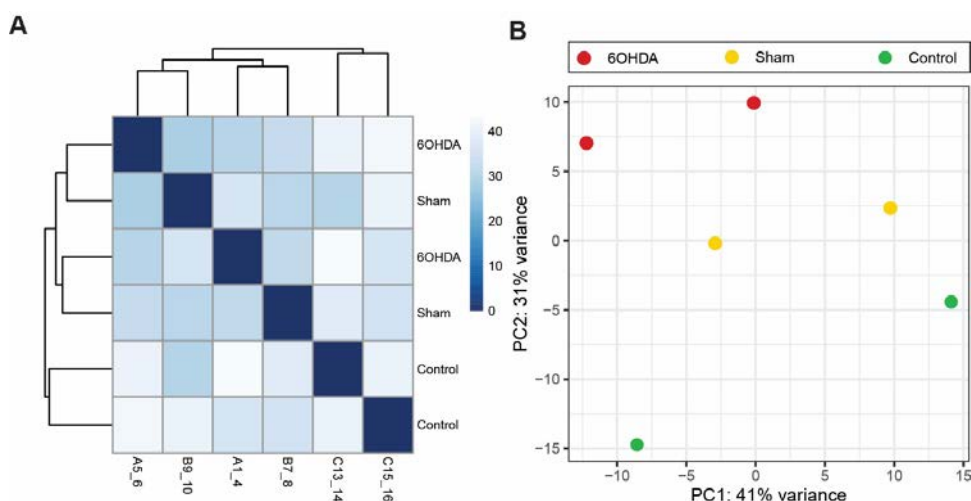 A
B
6OHDA
Sham
6OHDA
Sham
Control
Control
40
30
20
10
0
A5_6
B9_10
A1_4
B7_8
C13_14
C15_16
6OHDA Sham Control
PC2: 31% variance
10
5
0
−5
−10
−15
−10 −5 0 5 10 15
PC1: 41% variance